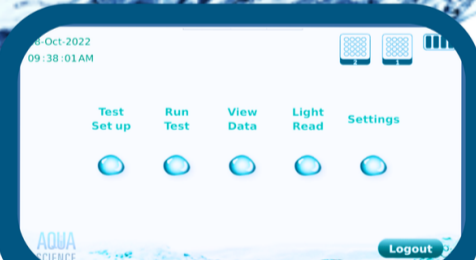 8-Oct-2022
09:38:01AM
Test Set up
Run Test
View Data
Light Read
Settings
AQUA
SCIENCE
Logout